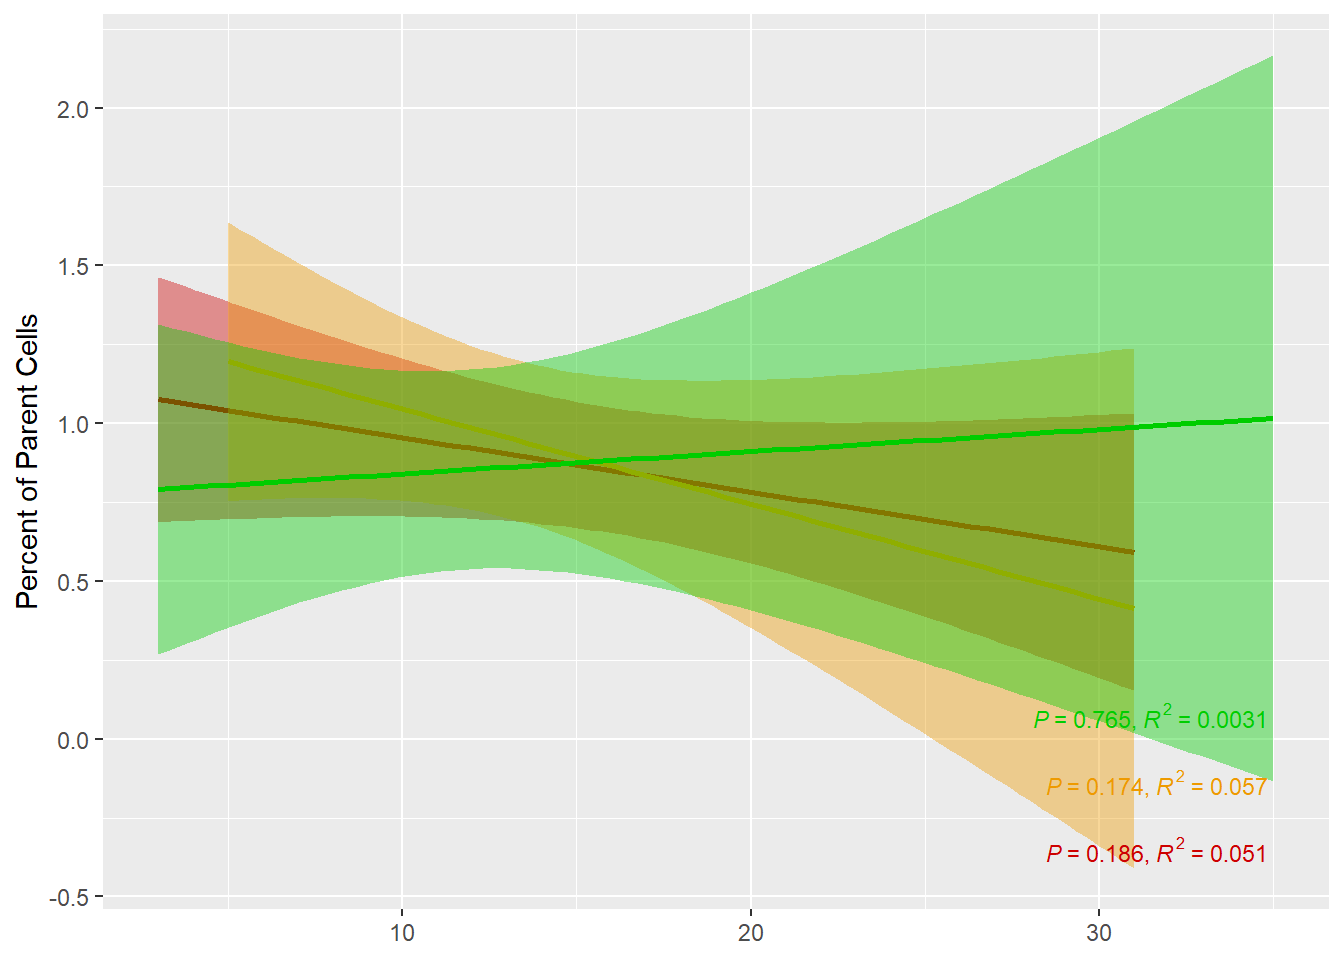 Percent of Parent Cells
2.0
1.5
1.0
0.5
0.0
-0.5
P = 0.765, R² = 0.0031
P = 0.174, R² = 0.057
P = 0.186, R² = 0.051
10 20 30